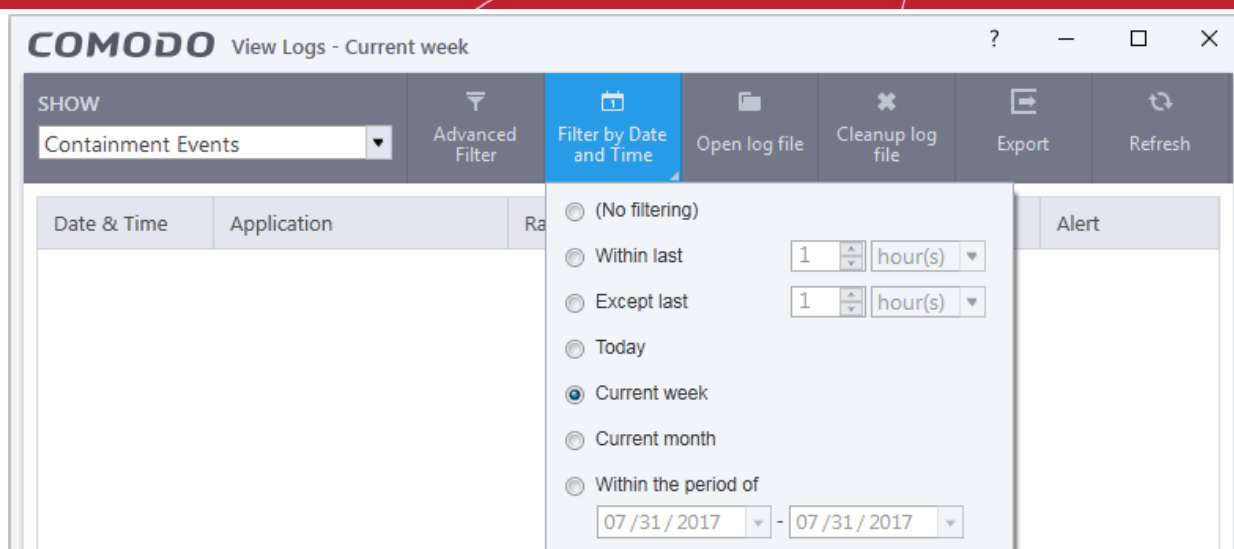 COMODO View Logs - Current week ?
SHOW
Containment Events
Advanced
Filter
Filter by Date
and Time
Open log file
Cleanup log
file
Export
Refresh
Date & Time Application Ra Alert
(No filtering)
Within last 1 hour(s)
Except last 1 hour(s)
Today
Current week
Current month
Within the period of
07/31/2017 - 07/31/2017